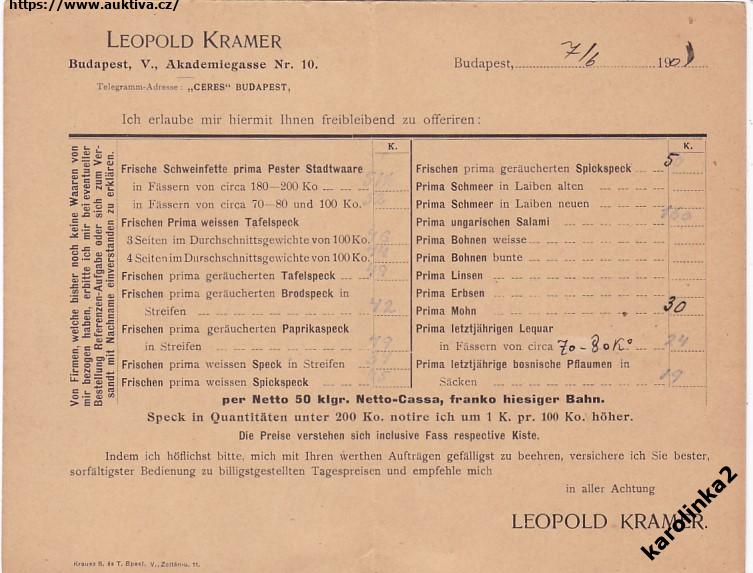 https://www.auktiva.cz/
LEOPOLD KRAMER
Budapest, V., Akademiegasse Nr. 10.
Telegramm-Adresse: „CERES" BUDAPEST,
Budapest, 7/6 190
Ich erlaube mir hiermit Ihnen freibleibend zu offeriren:
Von Firmen, welche bisher noch keine Waaren von
mir bezogen haben, erbitte ich mir bei eventueller
Bestellung Referenzen-Aufgabe oder sich zum Ver-
sandt mit Nachname einverstanden zu erklären.
K.
Frische Schweinfette prima Pester Stadtwaare
in Fässern von circa 180—200 Ko
in Fässern von circa 70—80 und 100 Ko.
Frischen Prima weissen Tafelspeck
3 Seiten im Durchschnittsgewichte von 100 Ko.
4 Seiten im Durschnittsgewichte von 100 Ko.
Frischen prima geräucherten Tafelspeck
Frischen prima geräucherten Brodspeck in
Streifen 42
Frischen prima geräucherten Paprikaspeck
in Streifen
Frischen prima weissen Speck in Streifen
Frischen prima weissen Spickspeck
K.
Frischen prima geräucherten Spickspeck 5
Prima Schmeer in Laiben alten
Prima Schmeer in Laiben neuen
Prima ungarischen Salami
Prima Bohnen weisse
Prima Bohnen bunte
Prima Linsen
Prima Erbsen
Prima Mohn 30
Prima letztjährigen Lequar
in Fässern von circa 70-80 Ko 24
Prima letztjährige bosnische Pflaumen in
Säcken 19
per Netto 50 klgr. Netto-Cassa, franko hiesiger Bahn.
Speck in Quantitäten unter 200 Ko. notire ich um 1 K. pr. 100 Ko. höher.
Die Preise verstehen sich inclusive Fass respective Kiste.
Indem ich höflichst bitte, mich mit Ihren werthen Aufträgen gefälligst zu beehren, versichere ich Sie bester,
sorfältigster Bedienung zu billigstgestellten Tagespreisen und empfehle mich
in aller Achtung
LEOPOLD KRAMER.
Krausz S. és T. Bpest, V., Zoltán-u. 11.
karolinka2